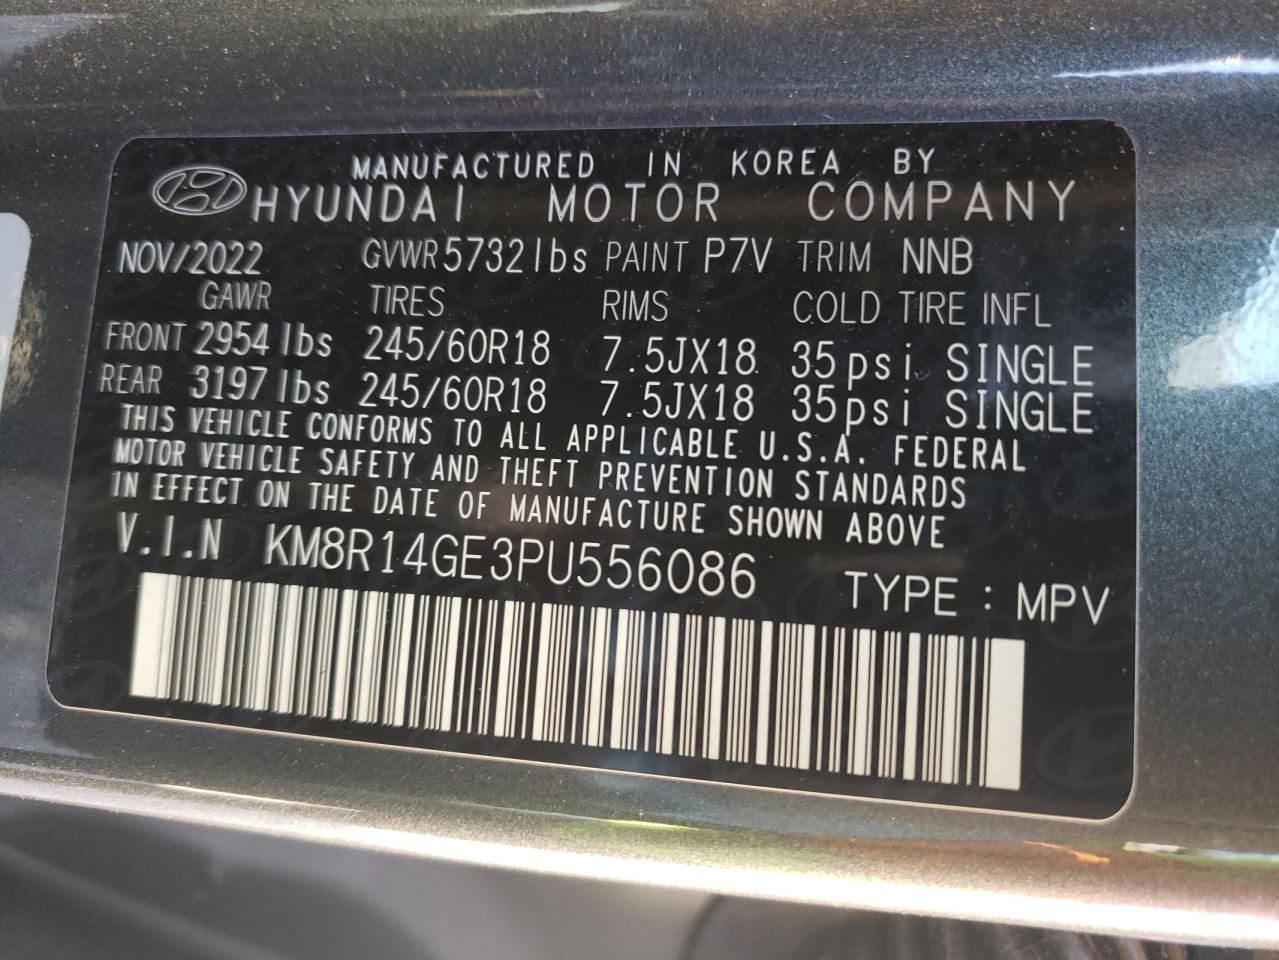 MANUFACTURED IN KOREA BY
HYUNDAI MOTOR COMPANY
NOV/2022 GVWR 5732 lbs PAINT P7V TRIM NNB
GAWR TIRES RIMS COLD TIRE INFL
FRONT 2954 lbs 245/60R18 7.5JX18 35psi SINGLE
REAR 3197 lbs 245/60R18 7.5JX18 35psi SINGLE
THIS VEHICLE CONFORMS TO ALL APPLICABLE U.S.A. FEDERAL
MOTOR VEHICLE SAFETY AND THEFT PREVENTION STANDARDS
IN EFFECT ON THE DATE OF MANUFACTURE SHOWN ABOVE
V.I.N KM8R14GE3PU556086 TYPE : MPV